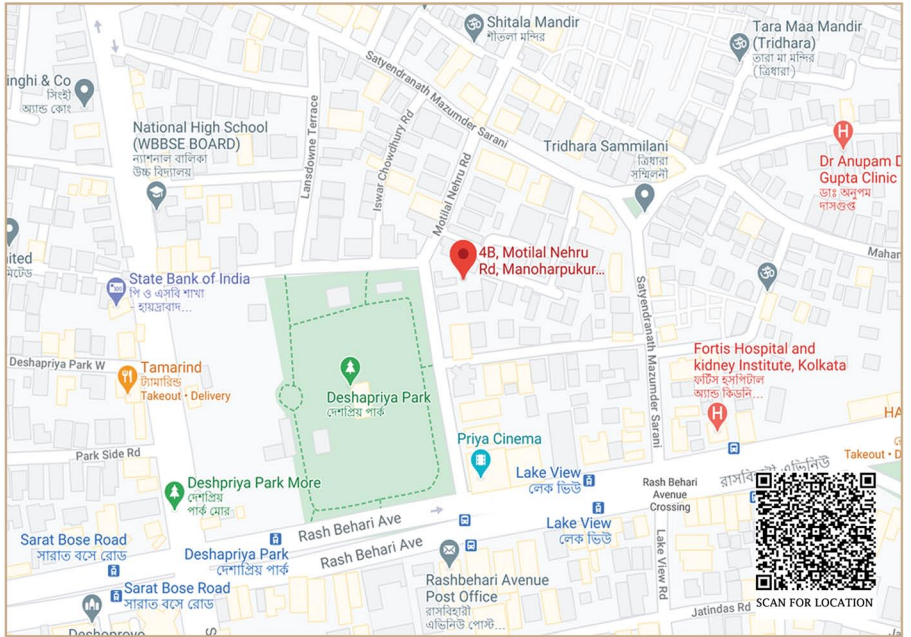 Shitala Mandir
শীতলা মন্দির
Tara Maa Mandir
(Tridhara)
তারা মা মন্দির
(ত্রিধারা)
inghi & Co
সিংহী
অ্যান্ড কোং
Satyendranath Mazumder Sarani
National High School
(WBBSE BOARD)
ন্যাশনাল বালিকা
উচ্চ বিদ্যালয়
Lansdowne Terrace
Iswar Chowdhury Rd
Motilal Nehru Rd
Tridhara Sammilani
ত্রিধারা
সম্মিলনী
H
Dr Anupam D
Gupta Clinic
ডাঃ অনুপম
দাসগুপ্ত
ited
মিটেড
4B, Motilal Nehru
Rd, Manoharpukur...
Mahan
State Bank of India
পি ও এসবি শাখা
- হায়দ্রাবাদ...
Satyendranath Mazumder Sarani
Deshapriya Park W
Tamarind
ট্যামারিন্ড
Takeout • Delivery
Deshapriya Park
দেশপ্রিয় পার্ক
Fortis Hospital and
kidney Institute, Kolkata
ফর্টিস হসপিটাল
অ্যান্ড কিডনি...
H
HA
Takeout • D
Park Side Rd
Priya Cinema
Lake View
লেক ভিউ
Rash Behari
Avenue
Crossing
রাসবিহারী এভিনিউ
Deshpriya Park More
দেশপ্রিয়
পার্ক মোর
Lake View
লেক ভিউ
Rash Behari Ave
Rash Behari Ave
Sarat Bose Road
সারাত বসে রোড
Deshapriya Park
দেশাপ্রিয় পার্ক
Rashbehari Avenue
Post Office
রাসবিহারী
এভিনিউ পোস্ট...
Lake View Rd
Sarat Bose Road
সারাত বসে রোড
Jatindas Rd
SCAN FOR LOCATION